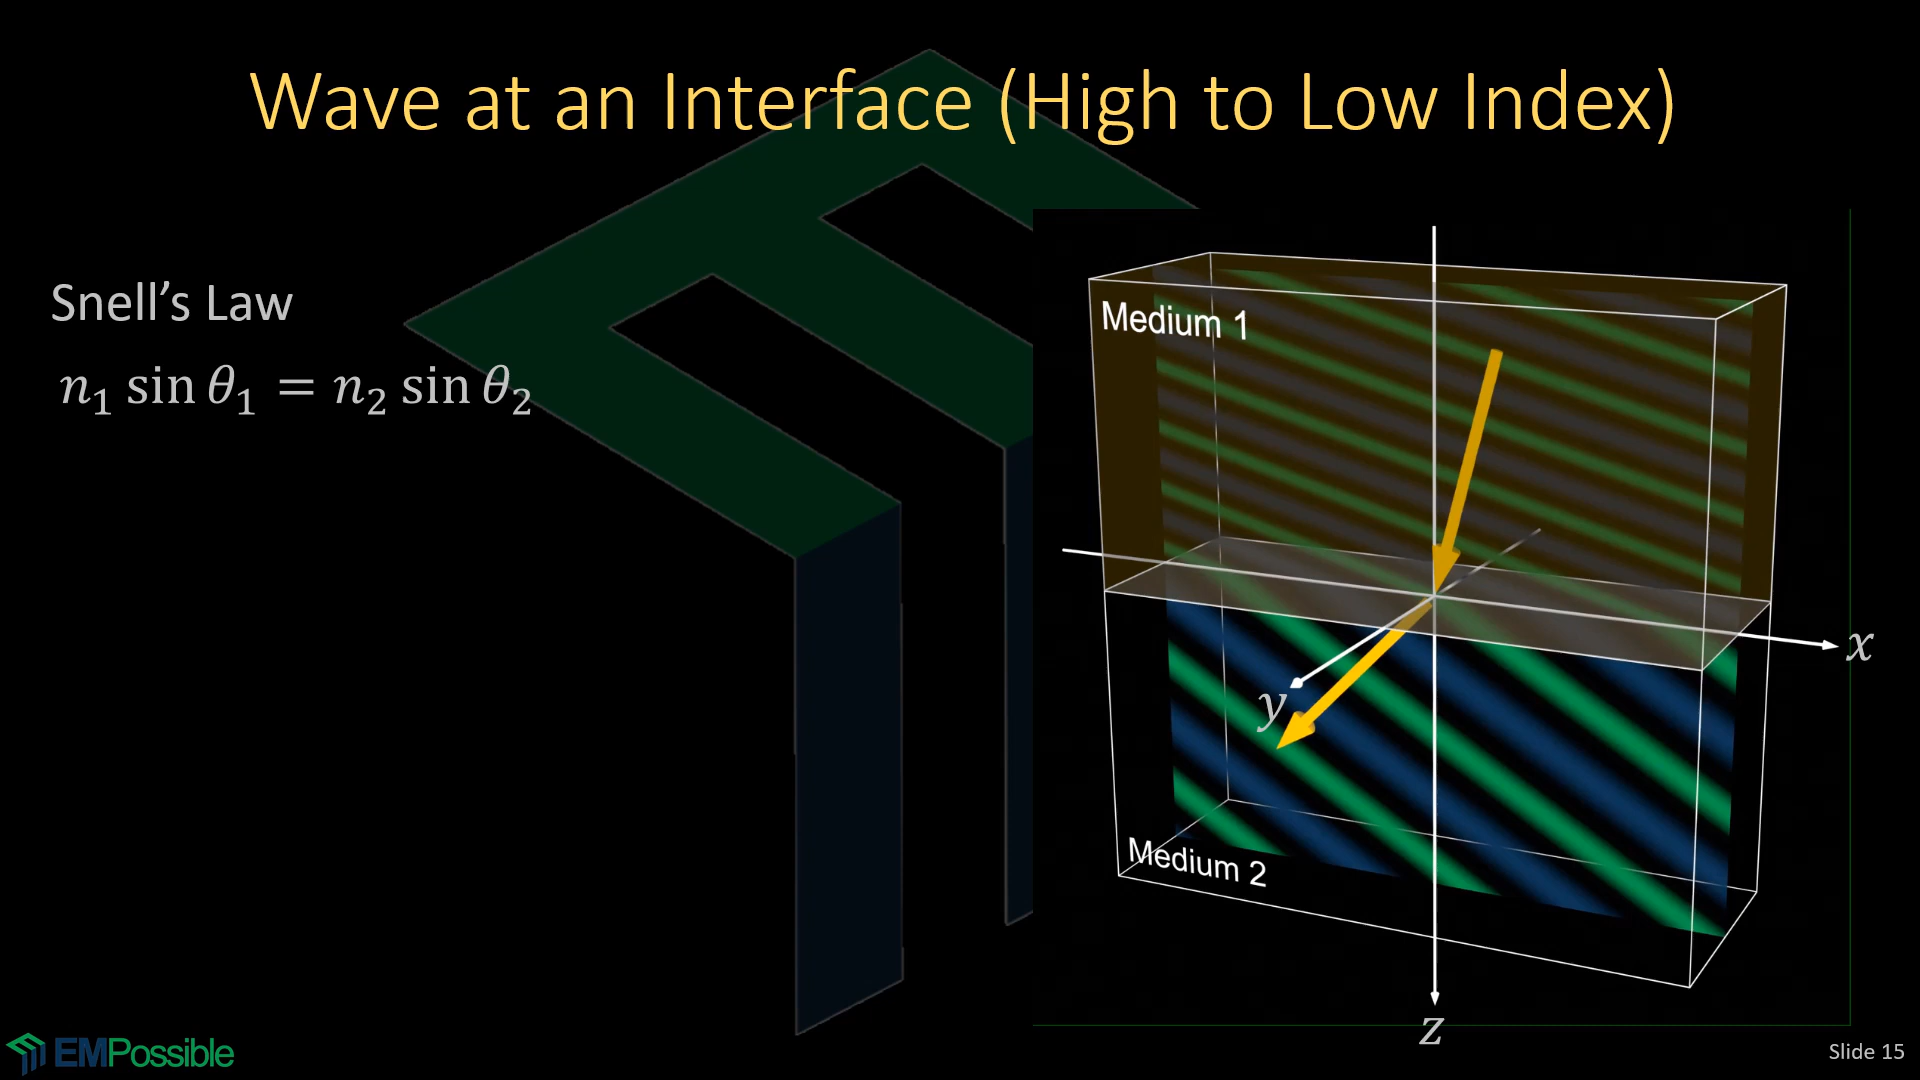 Wave at an Interface (High to Low Index)
Snell’s Law
n₁ sin θ₁ = n₂ sin θ₂
Medium 1
x
y
Medium 2
z
EMPossible
Slide 15